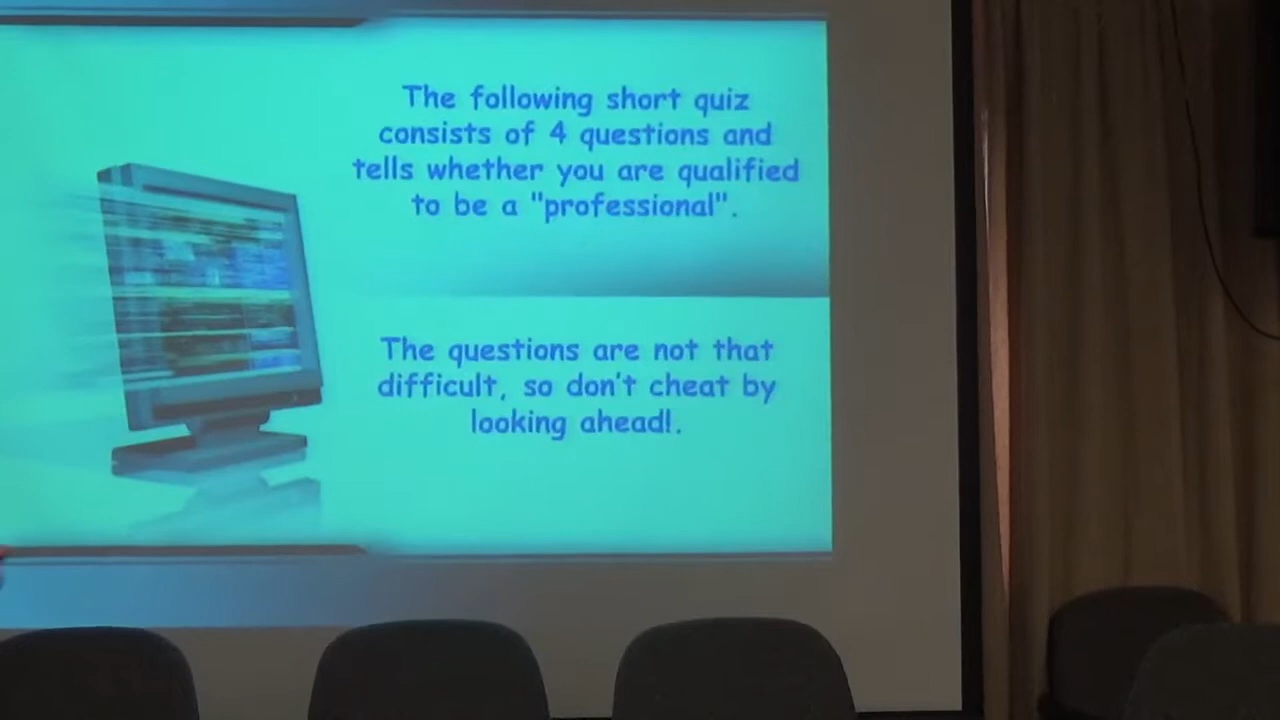 The following short quiz
consists of 4 questions and
tells whether you are qualified
to be a "professional".
The questions are not that
difficult, so don't cheat by
looking ahead!.